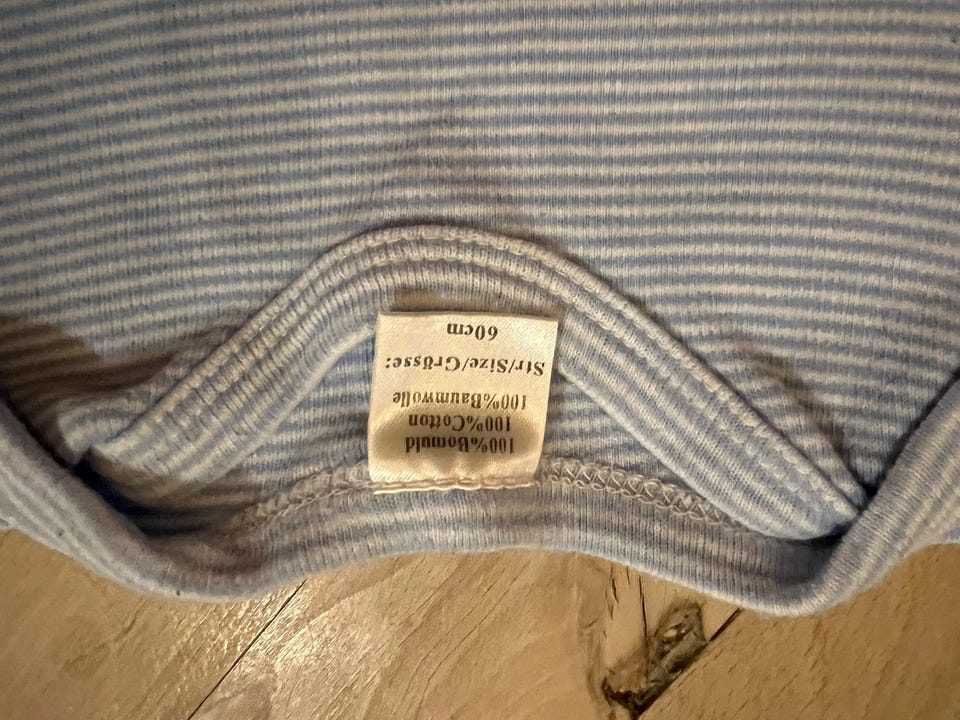 100%Bomuld
100%Cotton
100%Baumwolle
Str/Size/Grösse:
60cm